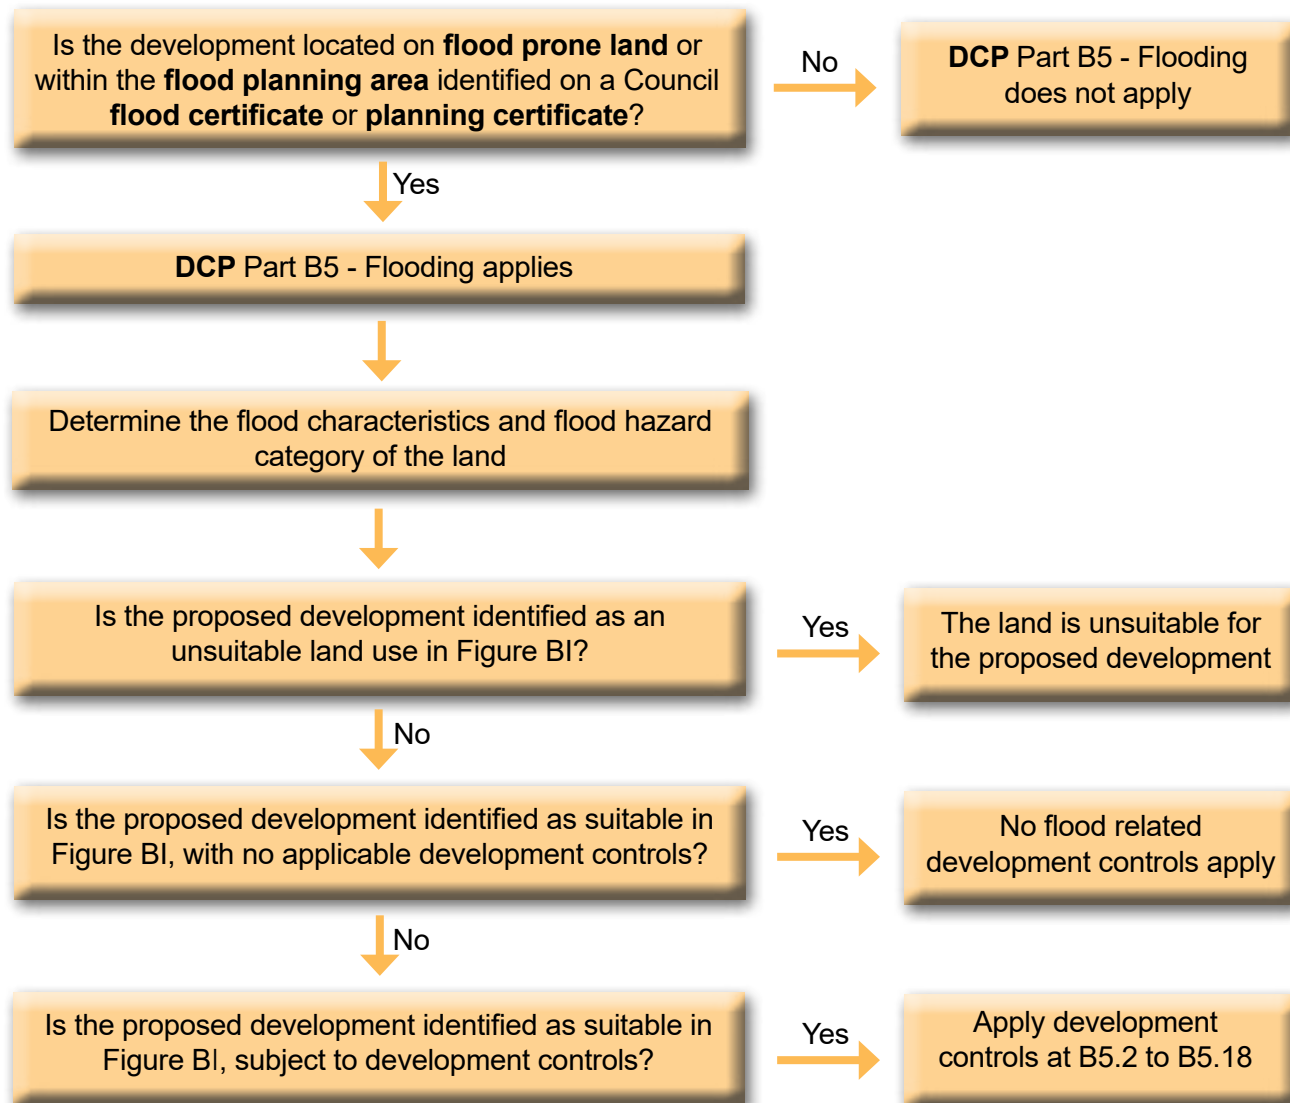 Is the development located on flood prone land or
within the flood planning area identified on a Council
flood certificate or planning certificate?
No
DCP Part B5 - Flooding
does not apply
Yes
DCP Part B5 - Flooding applies
Determine the flood characteristics and flood hazard
category of the land
Is the proposed development identified as an
unsuitable land use in Figure BI?
Yes
The land is unsuitable for
the proposed development
No
Is the proposed development identified as suitable in
Figure BI, with no applicable development controls?
Yes
No flood related
development controls apply
No
Is the proposed development identified as suitable in
Figure BI, subject to development controls?
Yes
Apply development
controls at B5.2 to B5.18